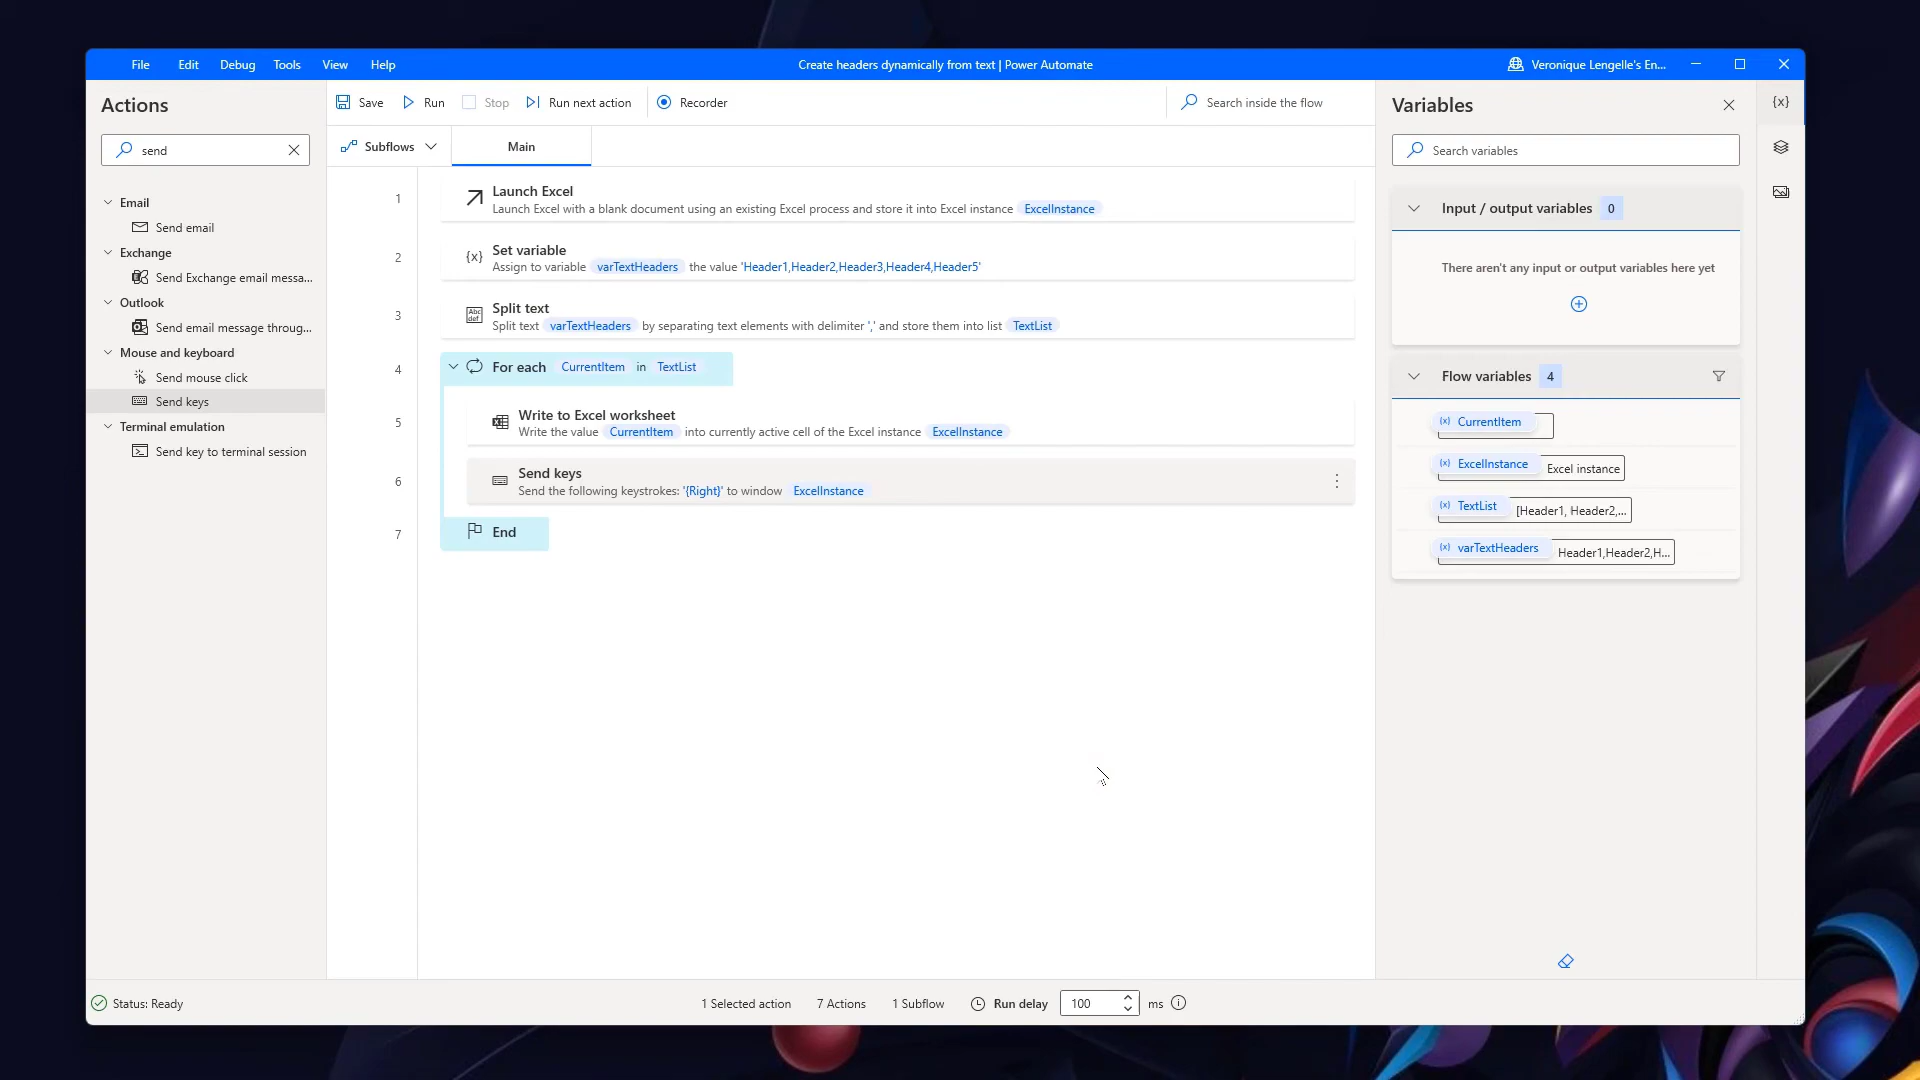 File Edit Debug Tools View Help
Create headers dynamically from text | Power Automate
Veronique Lengelle's En...
Actions
send
Email
Send email
Exchange
Send Exchange email messa...
Outlook
Send email message throug...
Mouse and keyboard
Send mouse click
Send keys
Terminal emulation
Send key to terminal session
Save Run Stop Run next action Recorder
Search inside the flow
Subflows Main
1
Launch Excel
Launch Excel with a blank document using an existing Excel process and store it into Excel instance ExcelInstance
2
{x} Set variable
Assign to variable varTextHeaders the value 'Header1,Header2,Header3,Header4,Header5'
3
Abc def
Split text
Split text varTextHeaders by separating text elements with delimiter ',' and store them into list TextList
4
For each CurrentItem in TextList
5
Write to Excel worksheet
Write the value CurrentItem into currently active cell of the Excel instance ExcelInstance
6
Send keys
Send the following keystrokes: '{Right}' to window ExcelInstance
7
End
Variables
{x}
Search variables
Input / output variables 0
There aren't any input or output variables here yet
Flow variables 4
(x) CurrentItem
(x) ExcelInstance Excel instance
(x) TextList [Header1, Header2,...
(x) varTextHeaders Header1,Header2,H...
Status: Ready
1 Selected action 7 Actions 1 Subflow Run delay 100 ms